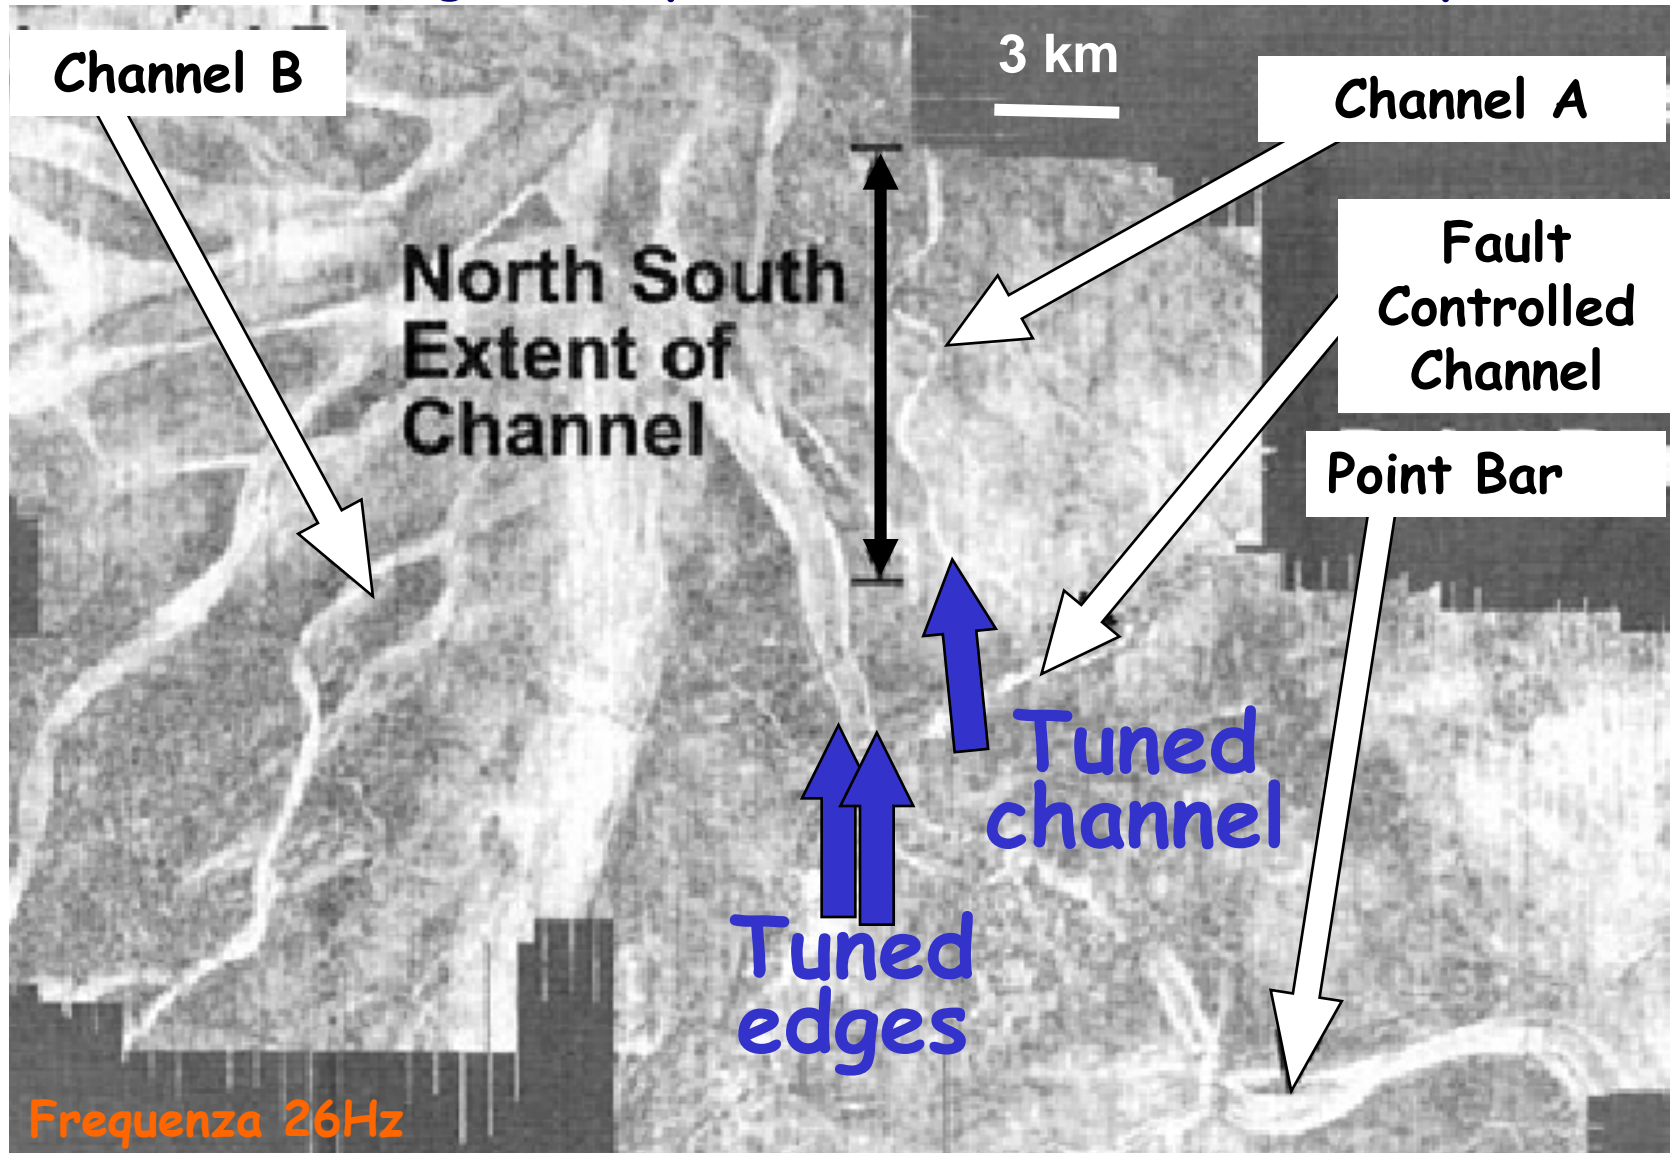 Channel B
3 km
Channel A
Fault
Controlled
Channel
North South
Extent of
Channel
Point Bar
Tuned
channel
Tuned
edges
Frequenza 26Hz